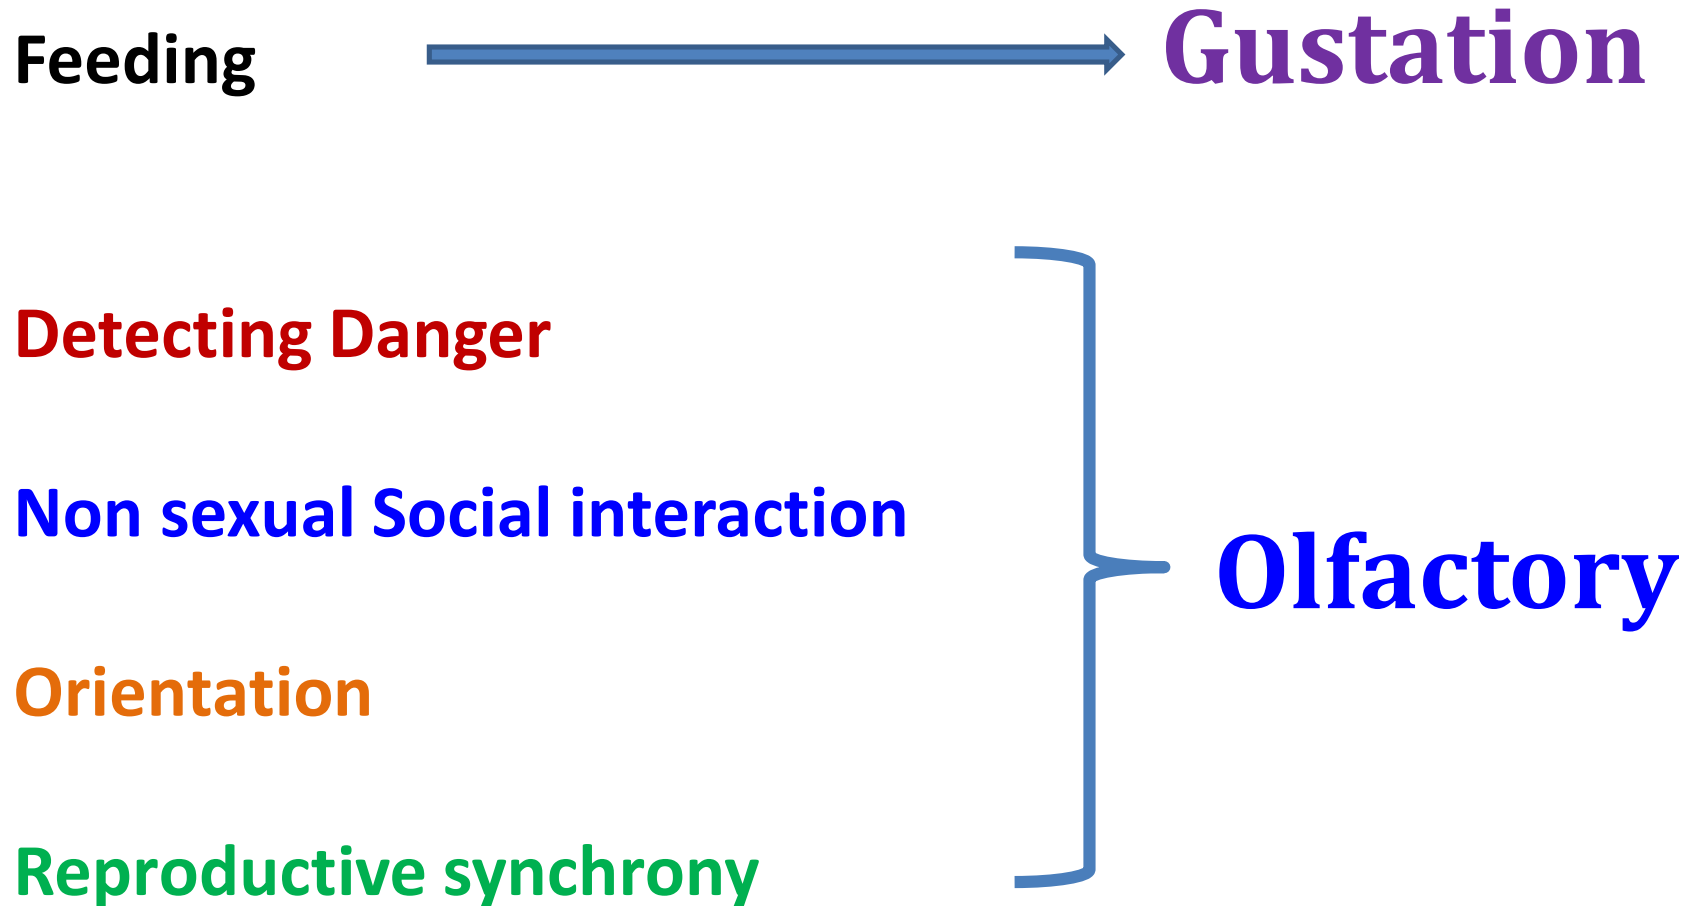 Feeding
Gustation
Detecting Danger
Non sexual Social interaction
Olfactory
Orientation
Reproductive synchrony